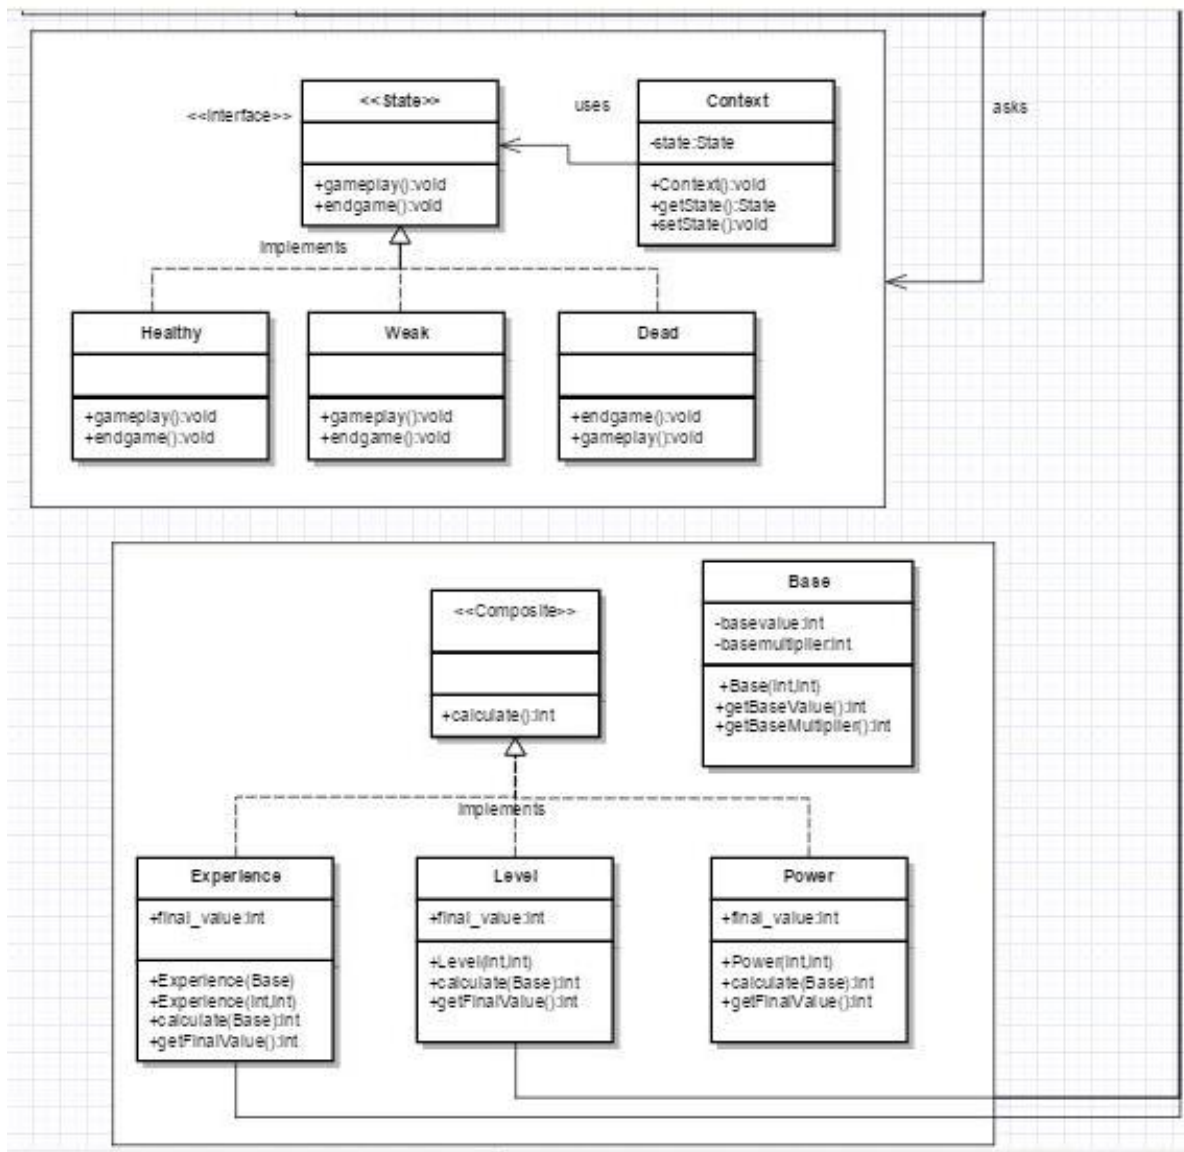 <<State>>
<<Interface>>
+gameplay():void
+endgame():void
uses
Context
-state:State
+Context():void
+getState():State
+setState():void
asks
Implements
Healthy
+gameplay():void
+endgame():void
Weak
+gameplay():void
+endgame():void
Dead
+endgame():void
+gameplay():void
<<Composite>>
+calculate():int
Base
-basevalue:int
-basemultiplier:int
+Base(int,int)
+getBaseValue():int
+getBaseMultiplier():int
Implements
Experience
+final_value:int
+Experience(Base)
+Experience(int,int)
+calculate(Base):int
+getFinalValue():int
Level
+final_value:int
+Level(int,int)
+calculate(Base):int
+getFinalValue():int
Power
+final_value:int
+Power(int,int)
+calculate(Base):int
+getFinalValue():int